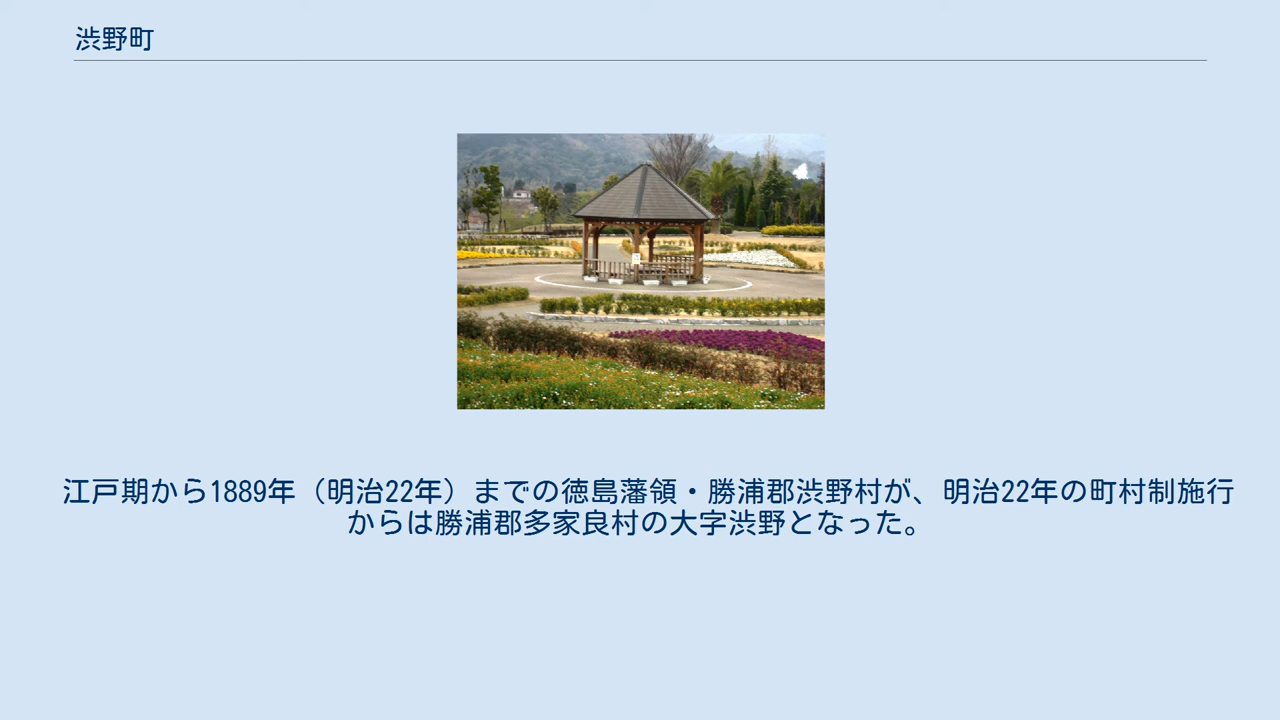 渋野町
江戸期から1889年（明治22年）までの徳島藩領・勝浦郡渋野村が、明治22年の町村制施行
からは勝浦郡多家良村の大字渋野となった。